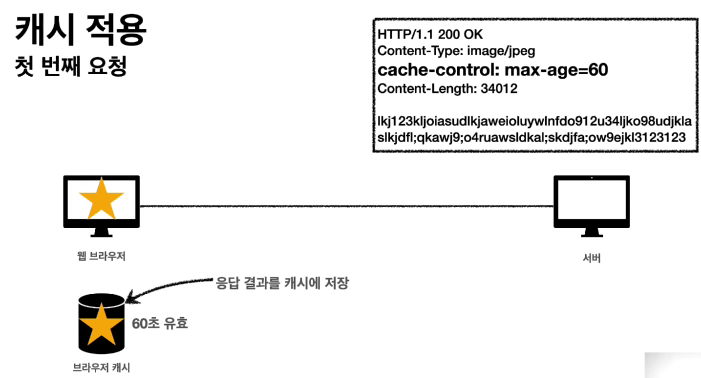 캐시 적용
첫 번째 요청
HTTP/1.1 200 OK
Content-Type: image/jpeg
cache-control: max-age=60
Content-Length: 34012
lkj123kljoiasudlkjaweioluywlnfdo912u34ljko98udjkla
slkjdfl;qkawj9;o4ruawsldkal;skdjfa;ow9ejkl3123123
웹 브라우저
서버
응답 결과를 캐시에 저장
60초 유효
브라우저 캐시